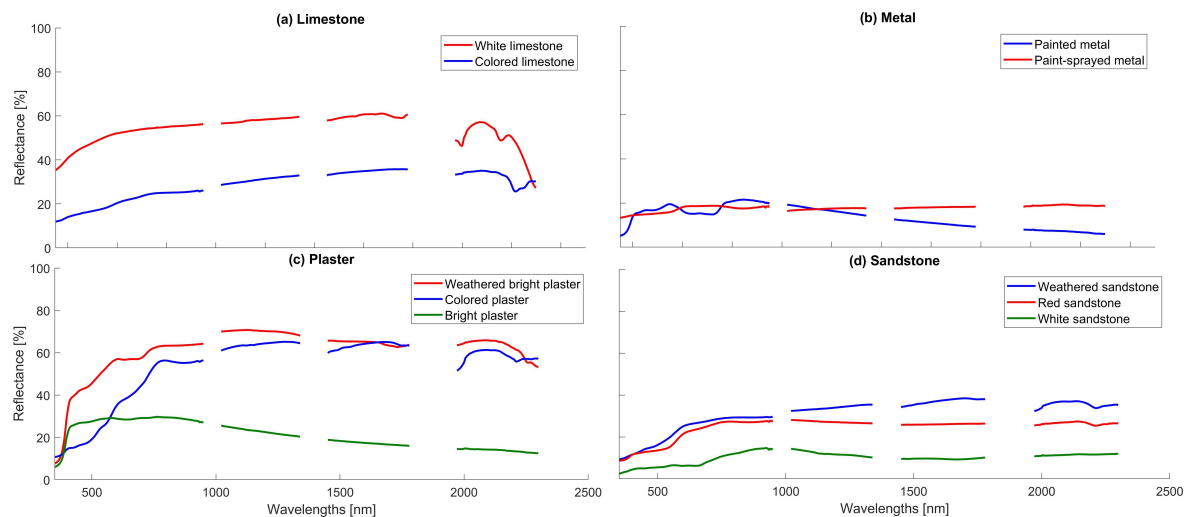 (a) Limestone
100
80
60
40
20
0
Reflectance [%]
White limestone
Colored limestone
(b) Metal
Painted metal
Paint-sprayed metal
(c) Plaster
100
80
60
40
20
0
Reflectance [%]
Weathered bright plaster
Colored plaster
Bright plaster
500
1000
1500
2000
2500
Wavelengths [nm]
(d) Sandstone
Weathered sandstone
Red sandstone
White sandstone
500
1000
1500
2000
2500
Wavelengths [nm]